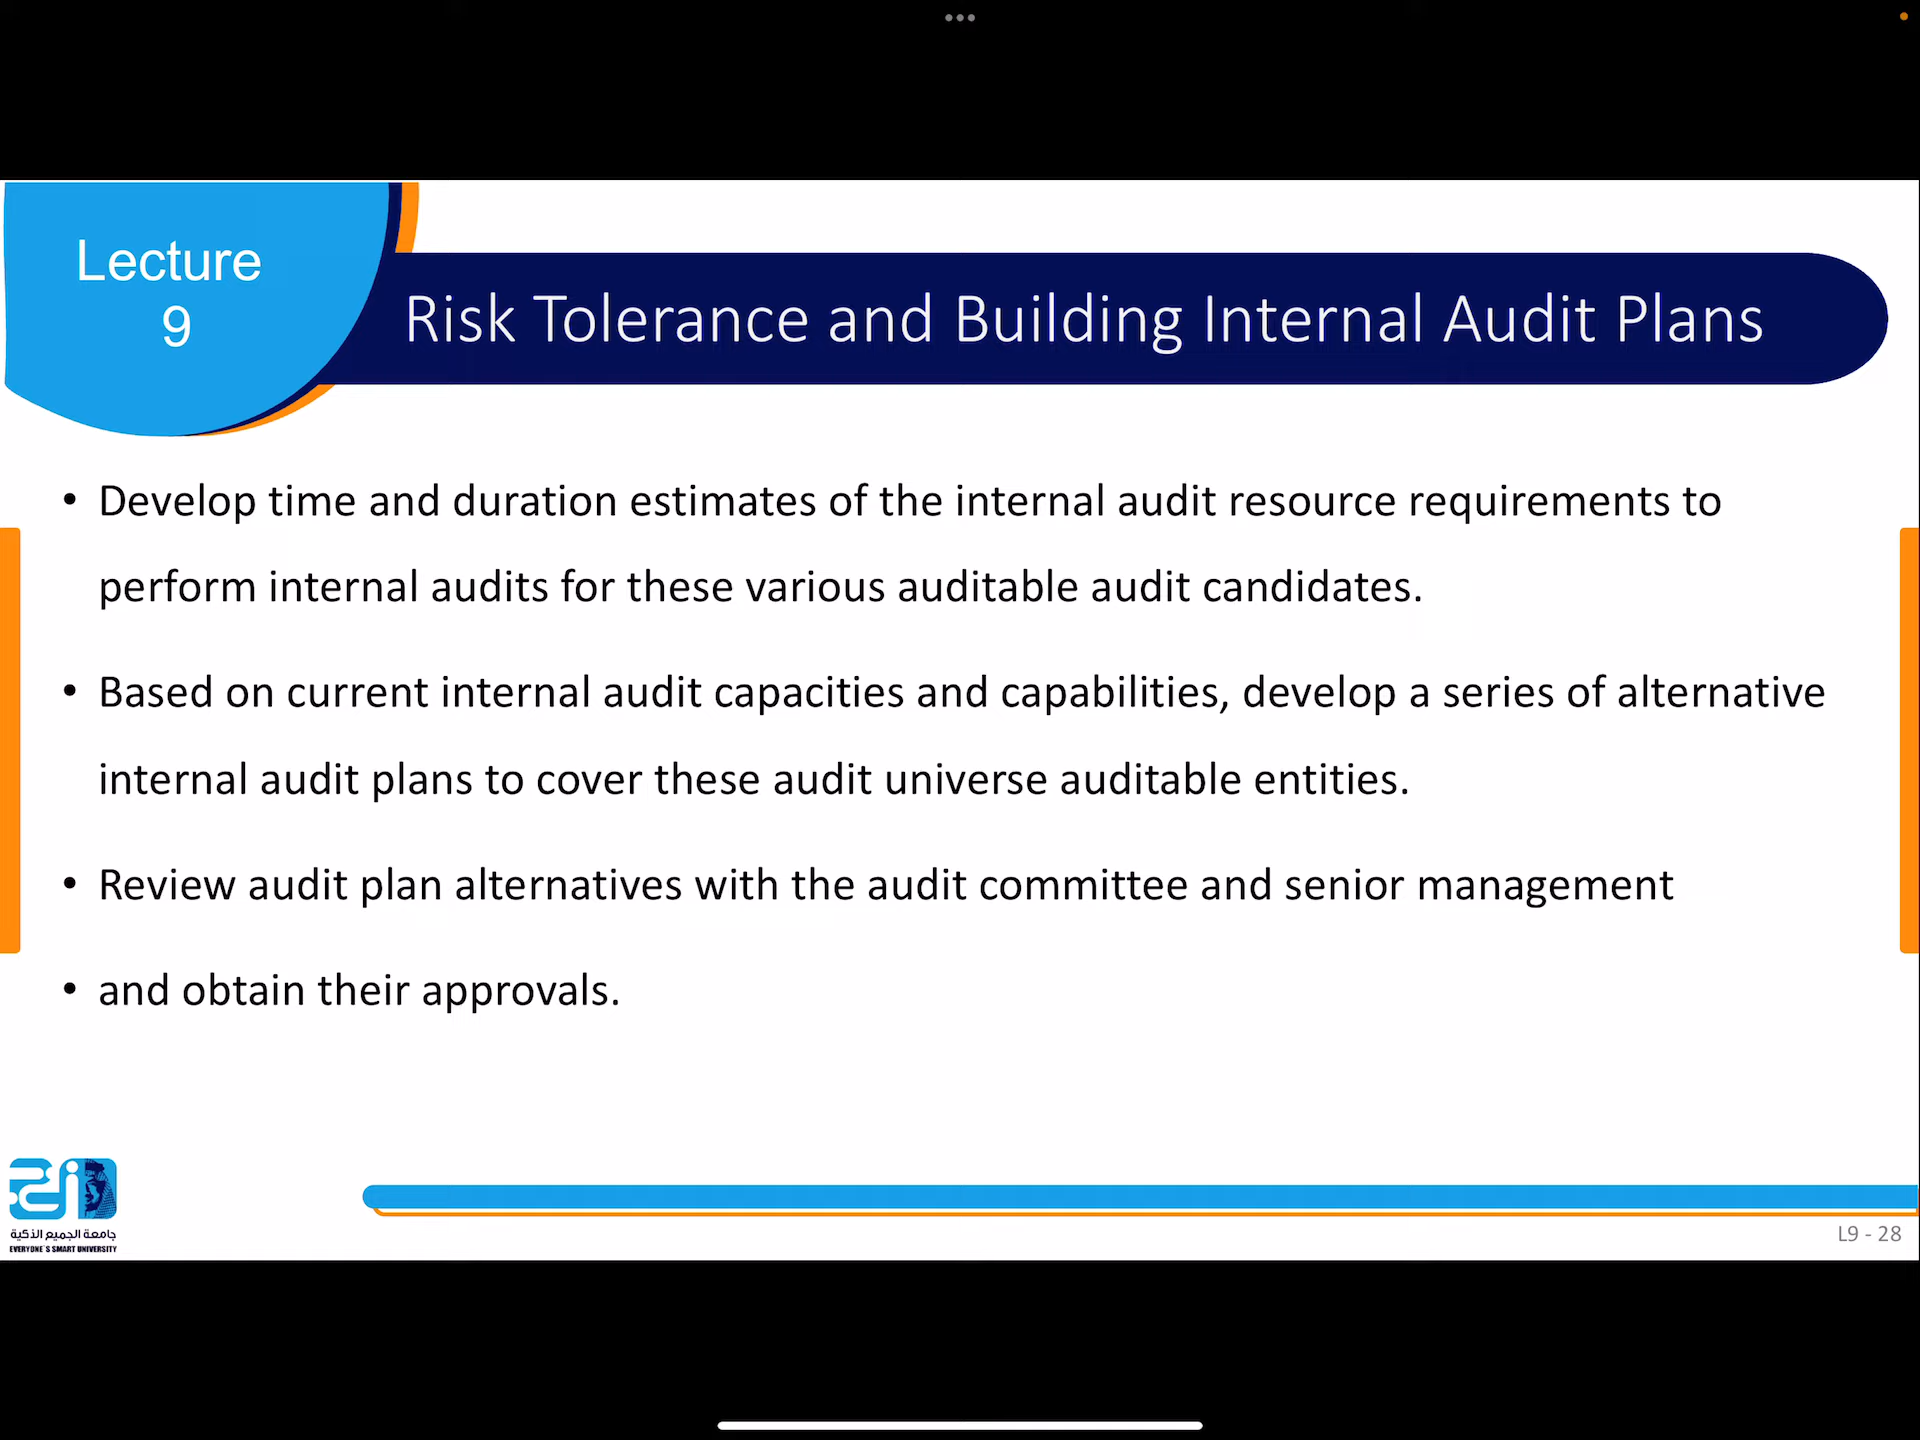 Lecture
9
Risk Tolerance and Building Internal Audit Plans
• Develop time and duration estimates of the internal audit resource requirements to
perform internal audits for these various auditable audit candidates.
• Based on current internal audit capacities and capabilities, develop a series of alternative
internal audit plans to cover these audit universe auditable entities.
• Review audit plan alternatives with the audit committee and senior management
• and obtain their approvals.
جامعة الجميع الذكية
EVERYONE`S SMART UNIVERSITY
L9 - 28